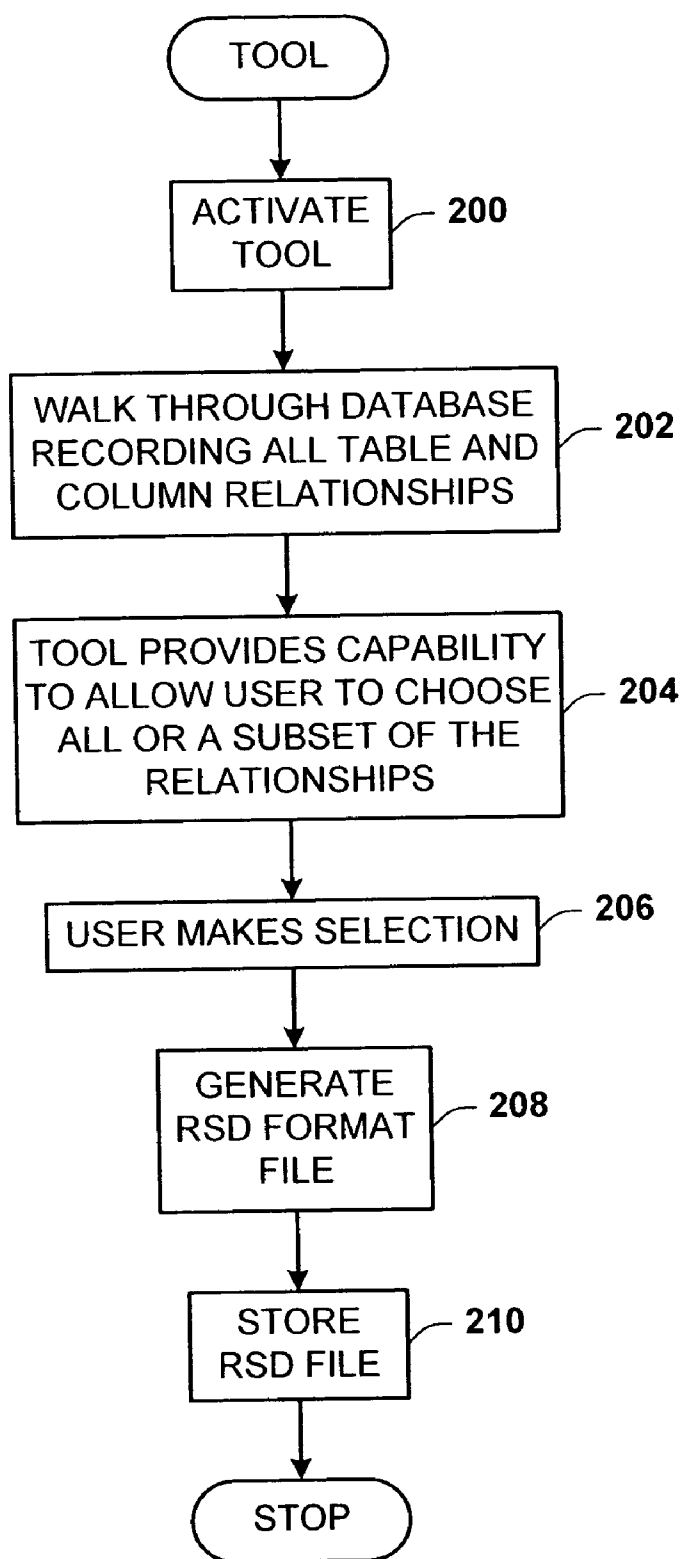 TOOL
ACTIVATE
TOOL
200
WALK THROUGH DATABASE
RECORDING ALL TABLE AND
COLUMN RELATIONSHIPS
202
TOOL PROVIDES CAPABILITY
TO ALLOW USER TO CHOOSE
ALL OR A SUBSET OF THE
RELATIONSHIPS
204
USER MAKES SELECTION
206
GENERATE
RSD FORMAT
FILE
208
STORE
RSD FILE
210
STOP